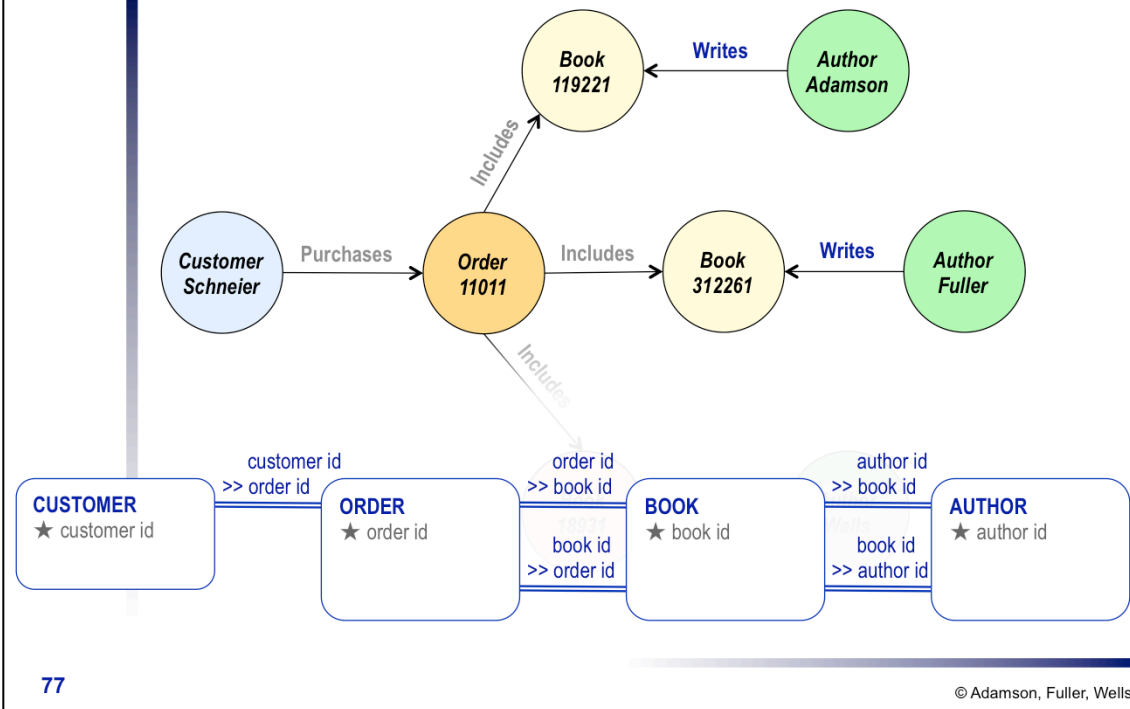 Book
119221
Writes
Author
Adamson
Includes
Customer
Schneier
Purchases
Order
11011
Includes
Book
312261
Writes
Author
Fuller
Includes
customer id
>> order id
order id
>> book id
author id
>> book id
CUSTOMER
★ customer id
ORDER
★ order id
18921
BOOK
★ book id
Wells
AUTHOR
★ author id
book id
>> order id
book id
>> author id
77
© Adamson, Fuller, Wells